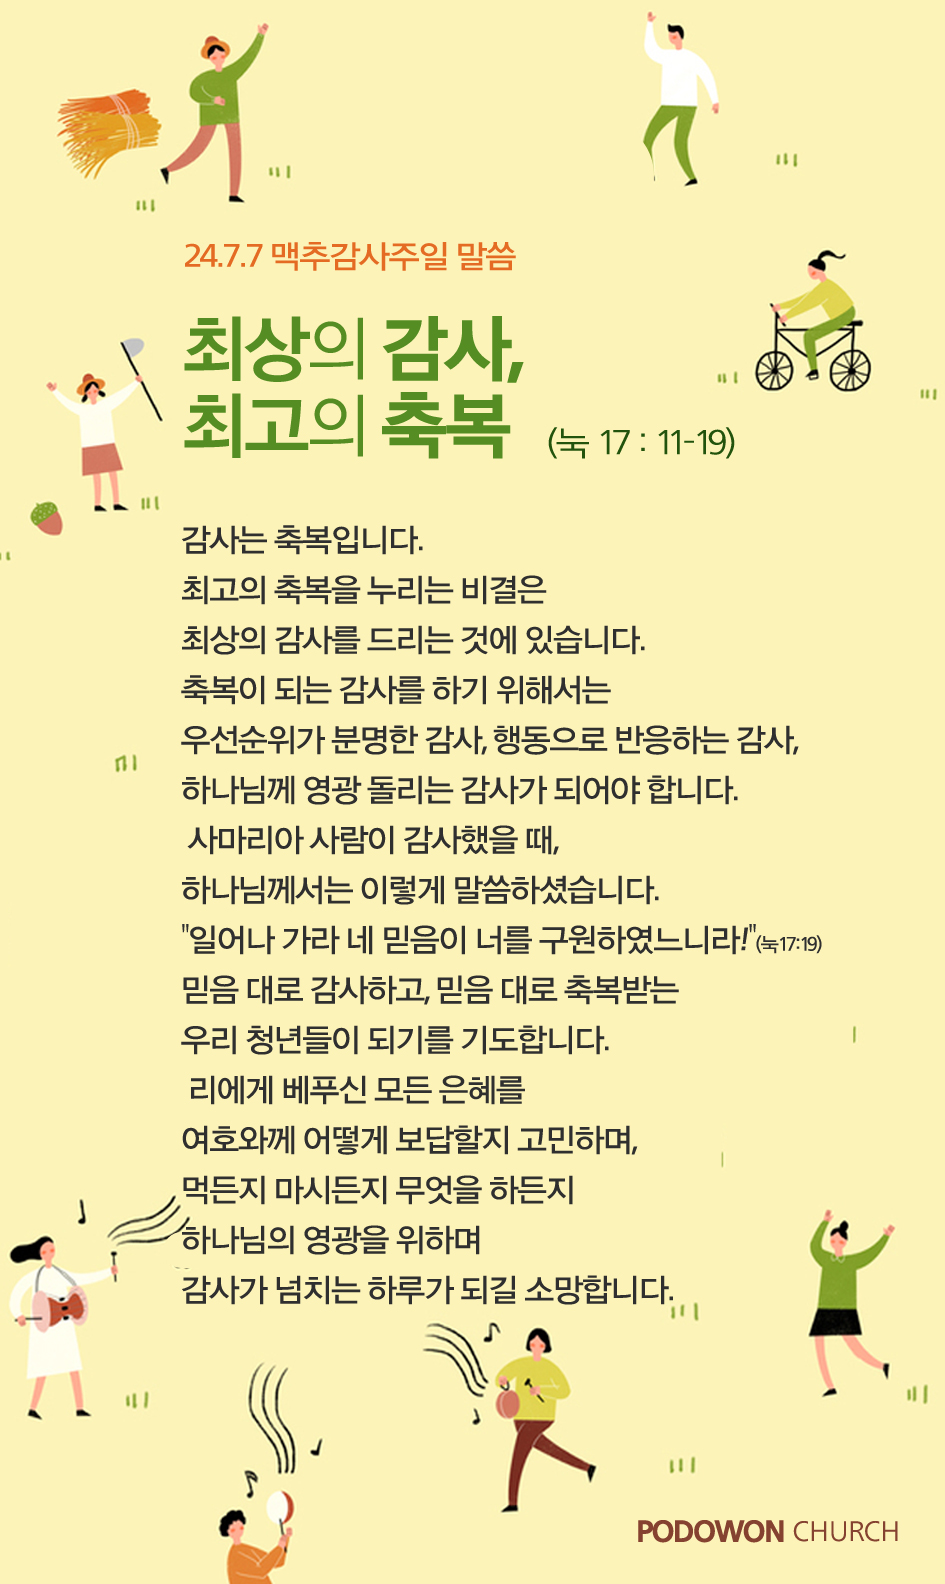 24.7.7 맥추감사주일 말씀
최상의 감사,
최고의 축복 (눅 17 : 11-19)
감사는 축복입니다.
최고의 축복을 누리는 비결은
최상의 감사를 드리는 것에 있습니다.
축복이 되는 감사를 하기 위해서는
우선순위가 분명한 감사, 행동으로 반응하는 감사,
하나님께 영광 돌리는 감사가 되어야 합니다.
사마리아 사람이 감사했을 때,
하나님께서는 이렇게 말씀하셨습니다.
"일어나 가라 네 믿음이 너를 구원하였느니라!"(눅17:19)
믿음 대로 감사하고, 믿음 대로 축복받는
우리 청년들이 되기를 기도합니다.
리에게 베푸신 모든 은혜를
여호와께 어떻게 보답할지 고민하며,
먹든지 마시든지 무엇을 하든지
하나님의 영광을 위하며
감사가 넘치는 하루가 되길 소망합니다.
PODOWON CHURCH